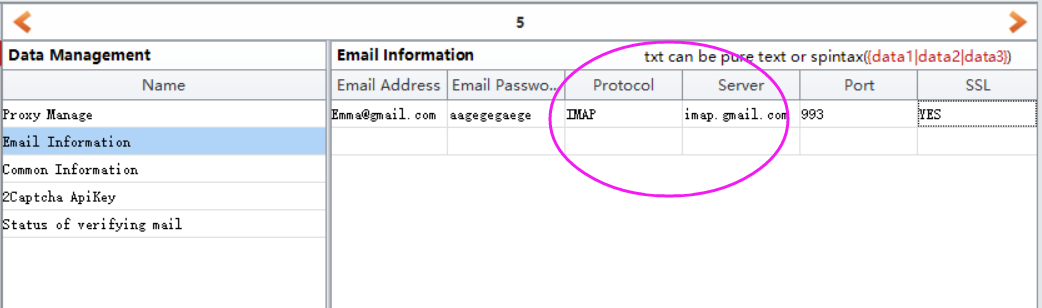 5
Data Management
Email Information txt can be pure text or spintax({data1|data2|data3})
Name
Email Address Email Passwo... Protocol Server Port SSL
Proxy Manage
Emma@gmail.com aagegegaege IMAP imap.gmail.com 993 YES
Email Information
Common Information
2Captcha ApiKey
Status of verifying mail